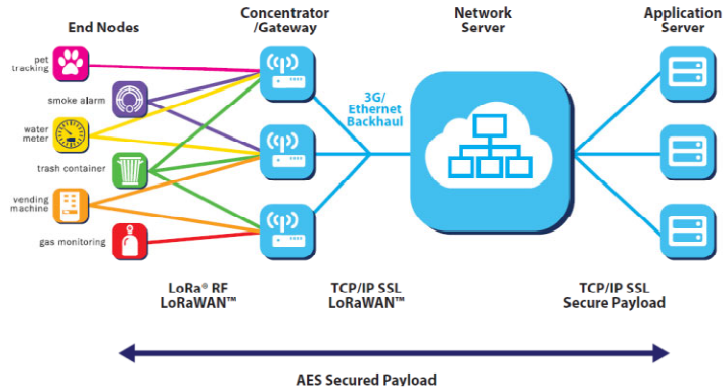 End Nodes
Concentrator
/Gateway
Network
Server
Application
Server
pet
tracking
smoke alarm
water
meter
trash container
vending
machine
gas monitoring
3G/
Ethernet
Backhaul
LoRa® RF
LoRaWAN™
TCP/IP SSL
LoRaWAN™
TCP/IP SSL
Secure Payload
AES Secured Payload